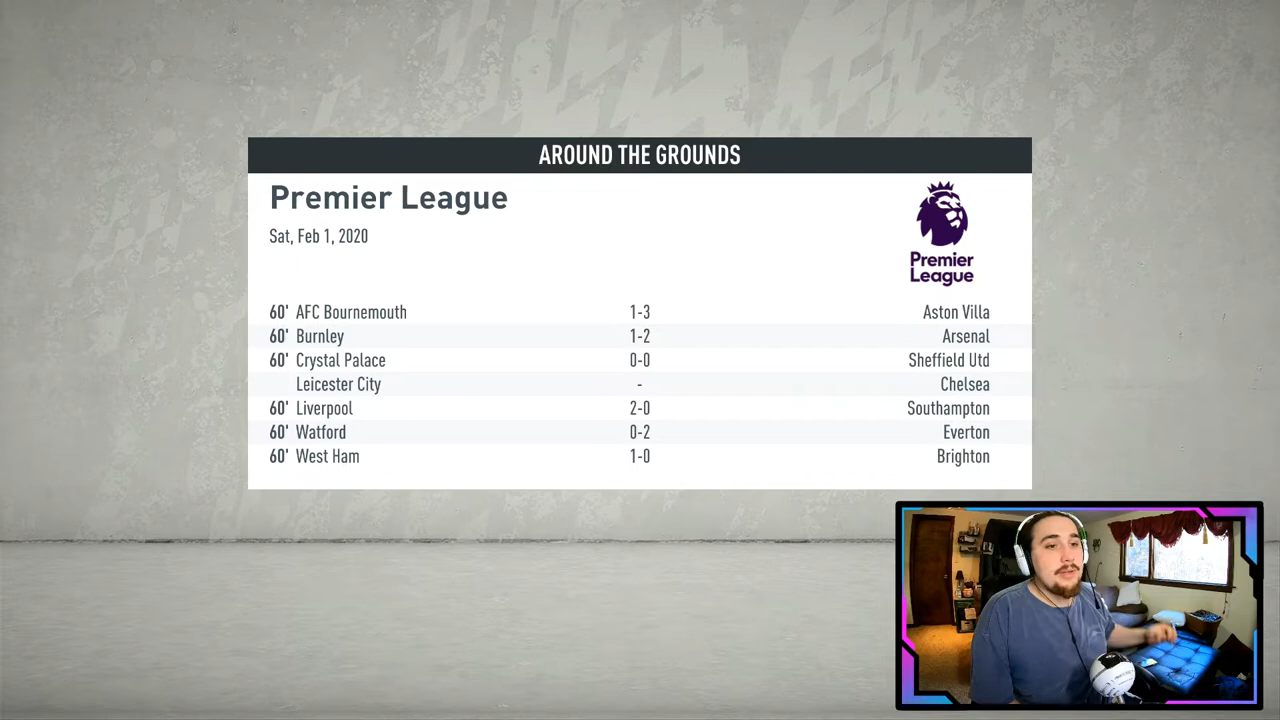 AROUND THE GROUNDS
Premier League
Sat, Feb 1, 2020
Premier
League
60' AFC Bournemouth 1-3 Aston Villa
60' Burnley 1-2 Arsenal
60' Crystal Palace 0-0 Sheffield Utd
Leicester City - Chelsea
60' Liverpool 2-0 Southampton
60' Watford 0-2 Everton
60' West Ham 1-0 Brighton